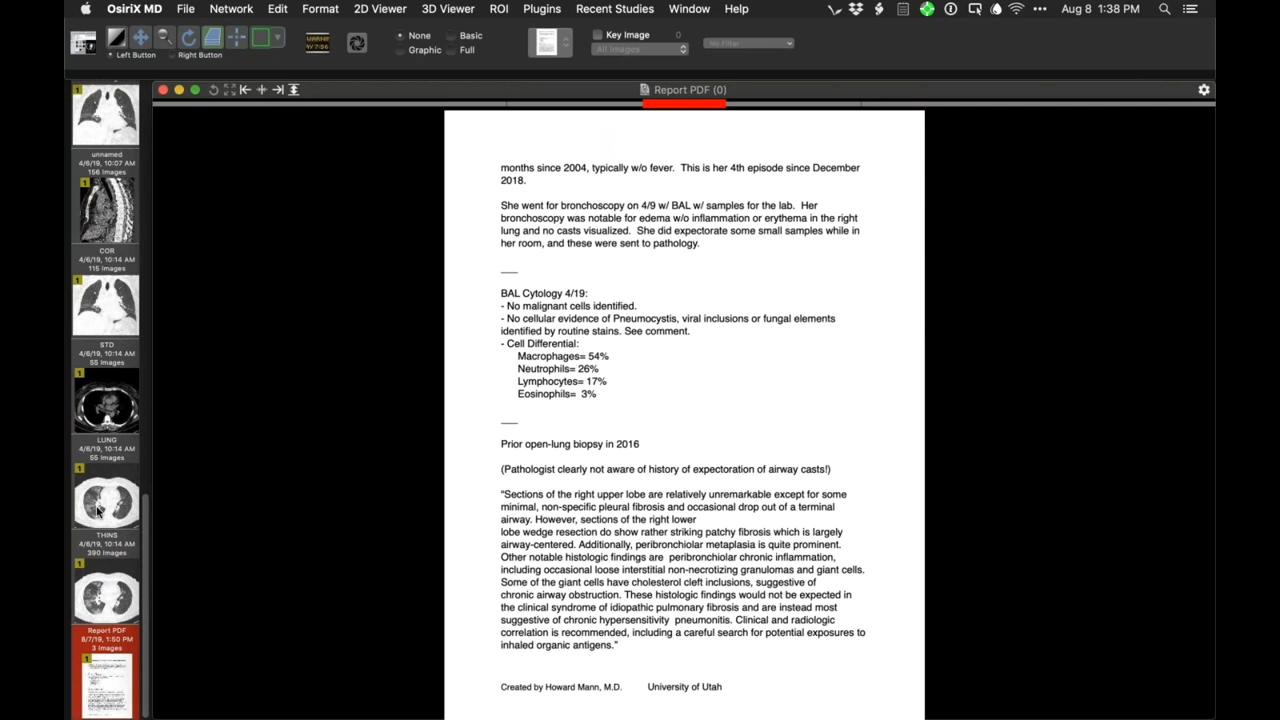 OsiriX MD File Network Edit Format 2D Viewer 3D Viewer ROI Plugins Recent Studies Window Help Aug 8 1:38 PM
None Basic
Graphic Full
Left Button Right Button
Key Image 0
All Images
No Filter
Report PDF (0)
1
unnamed
4/6/19, 10:07 AM
156 Images
1
COR
4/6/19, 10:14 AM
115 Images
1
STD
4/6/19, 10:14 AM
55 Images
1
LUNG
4/6/19, 10:14 AM
55 Images
1
THINS
4/6/19, 10:14 AM
390 Images
1
Report PDF
8/7/19, 1:50 PM
3 Images
1
months since 2004, typically w/o fever. This is her 4th episode since December
2018.
She went for bronchoscopy on 4/9 w/ BAL w/ samples for the lab. Her
bronchoscopy was notable for edema w/o inflammation or erythema in the right
lung and no casts visualized. She did expectorate some small samples while in
her room, and these were sent to pathology.
BAL Cytology 4/19:
- No malignant cells identified.
- No cellular evidence of Pneumocystis, viral inclusions or fungal elements
identified by routine stains. See comment.
- Cell Differential:
Macrophages= 54%
Neutrophils= 26%
Lymphocytes= 17%
Eosinophils= 3%
Prior open-lung biopsy in 2016
(Pathologist clearly not aware of history of expectoration of airway casts!)
"Sections of the right upper lobe are relatively unremarkable except for some
minimal, non-specific pleural fibrosis and occasional drop out of a terminal
airway. However, sections of the right lower
lobe wedge resection do show rather striking patchy fibrosis which is largely
airway-centered. Additionally, peribronchiolar metaplasia is quite prominent.
Other notable histologic findings are peribronchiolar chronic inflammation,
including occasional loose interstitial non-necrotizing granulomas and giant cells.
Some of the giant cells have cholesterol cleft inclusions, suggestive of
chronic airway obstruction. These histologic findings would not be expected in
the clinical syndrome of idiopathic pulmonary fibrosis and are instead most
suggestive of chronic hypersensitivity pneumonitis. Clinical and radiologic
correlation is recommended, including a careful search for potential exposures to
inhaled organic antigens."
Created by Howard Mann, M.D. University of Utah